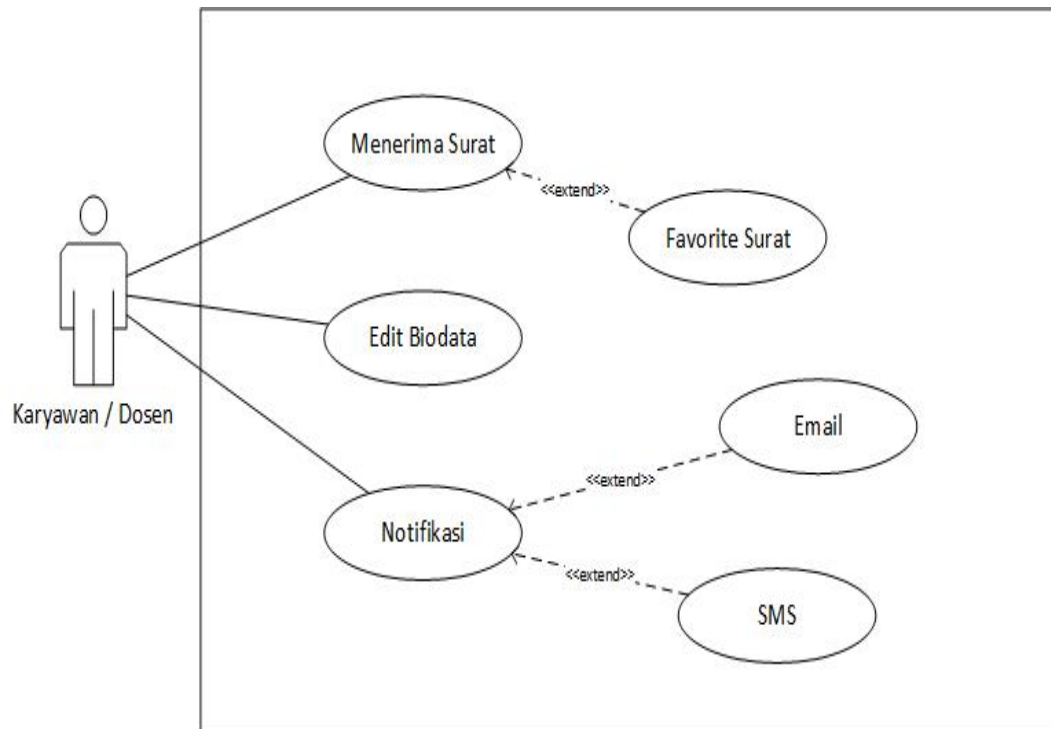 Menerima Surat
<<extend>>
Favorite Surat
Edit Biodata
Karyawan / Dosen
Email
<<extend>>
Notifikasi
<<extend>>
SMS